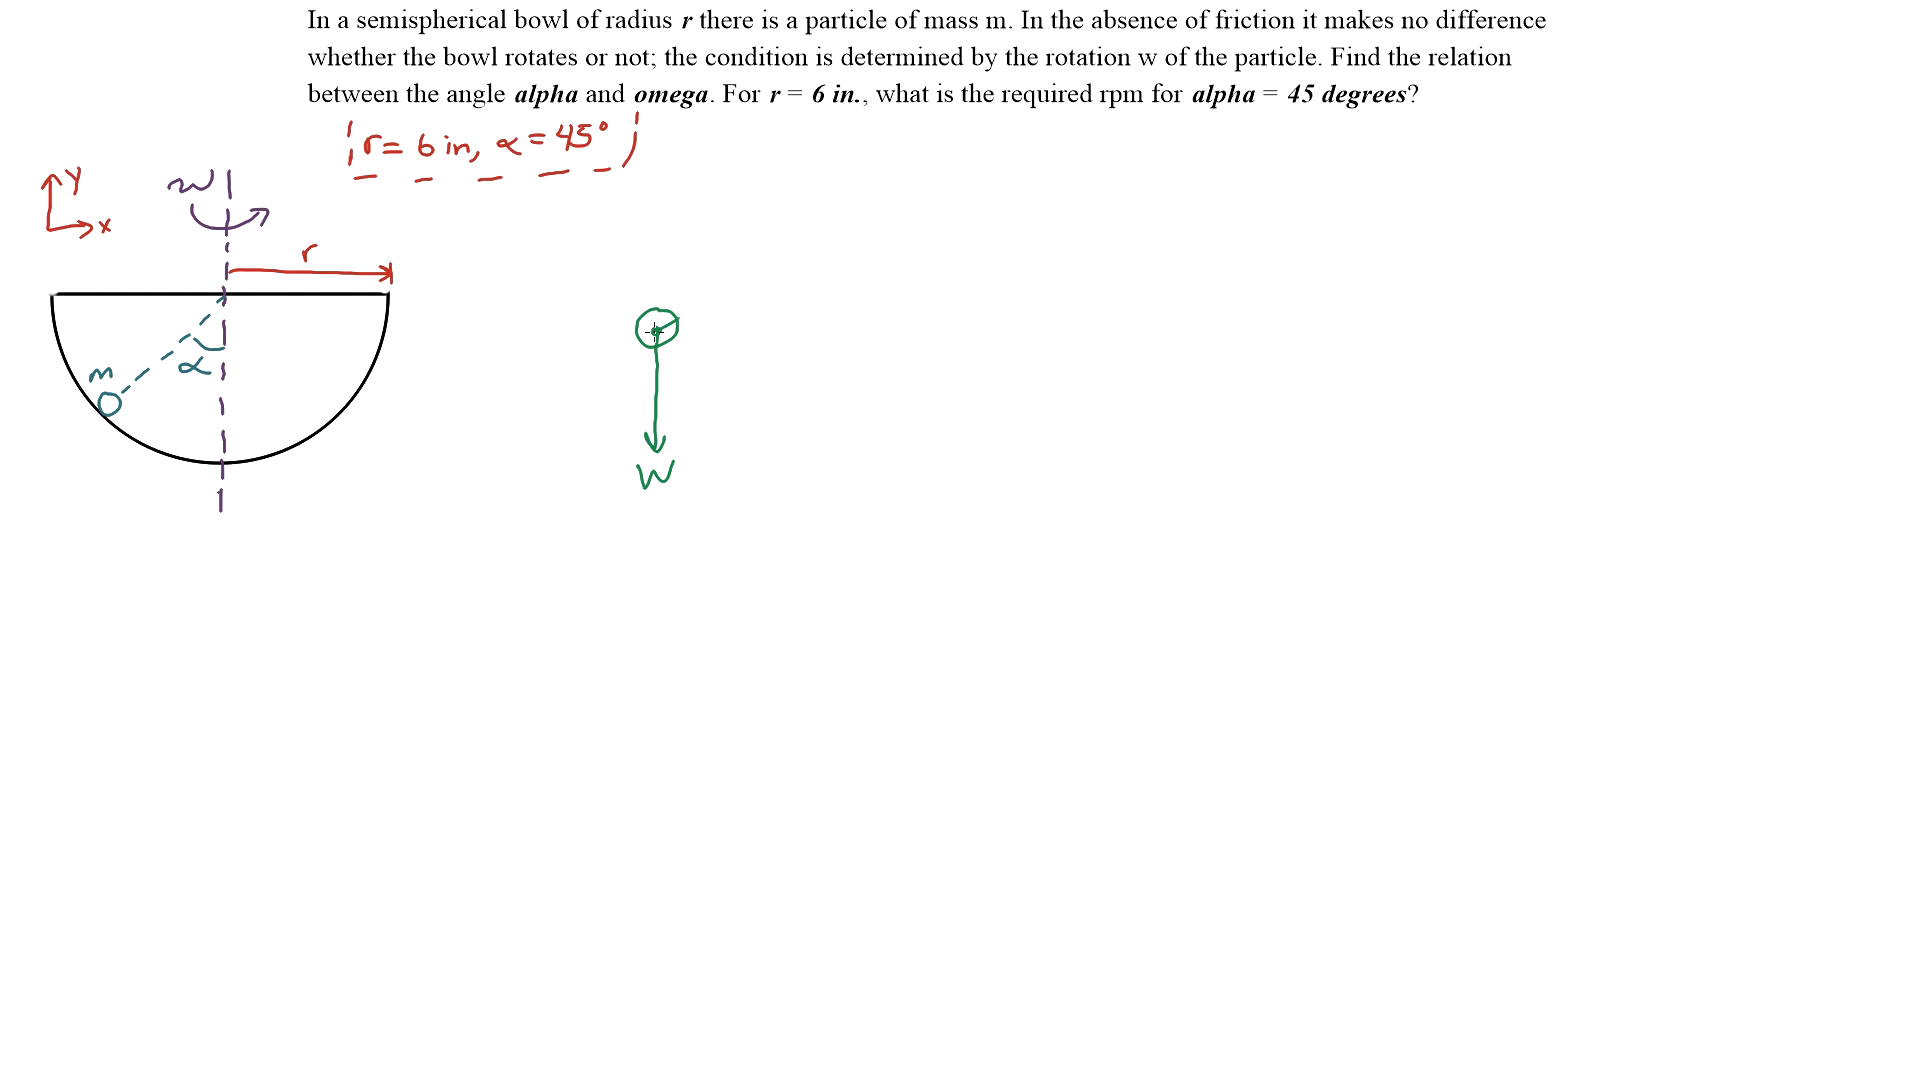 In a semispherical bowl of radius r there is a particle of mass m. In the absence of friction it makes no difference
whether the bowl rotates or not; the condition is determined by the rotation w of the particle. Find the relation
between the angle alpha and omega. For r = 6 in., what is the required rpm for alpha = 45 degrees?
r = 6 in, α = 45°
Y
x
w
r
α
m
W